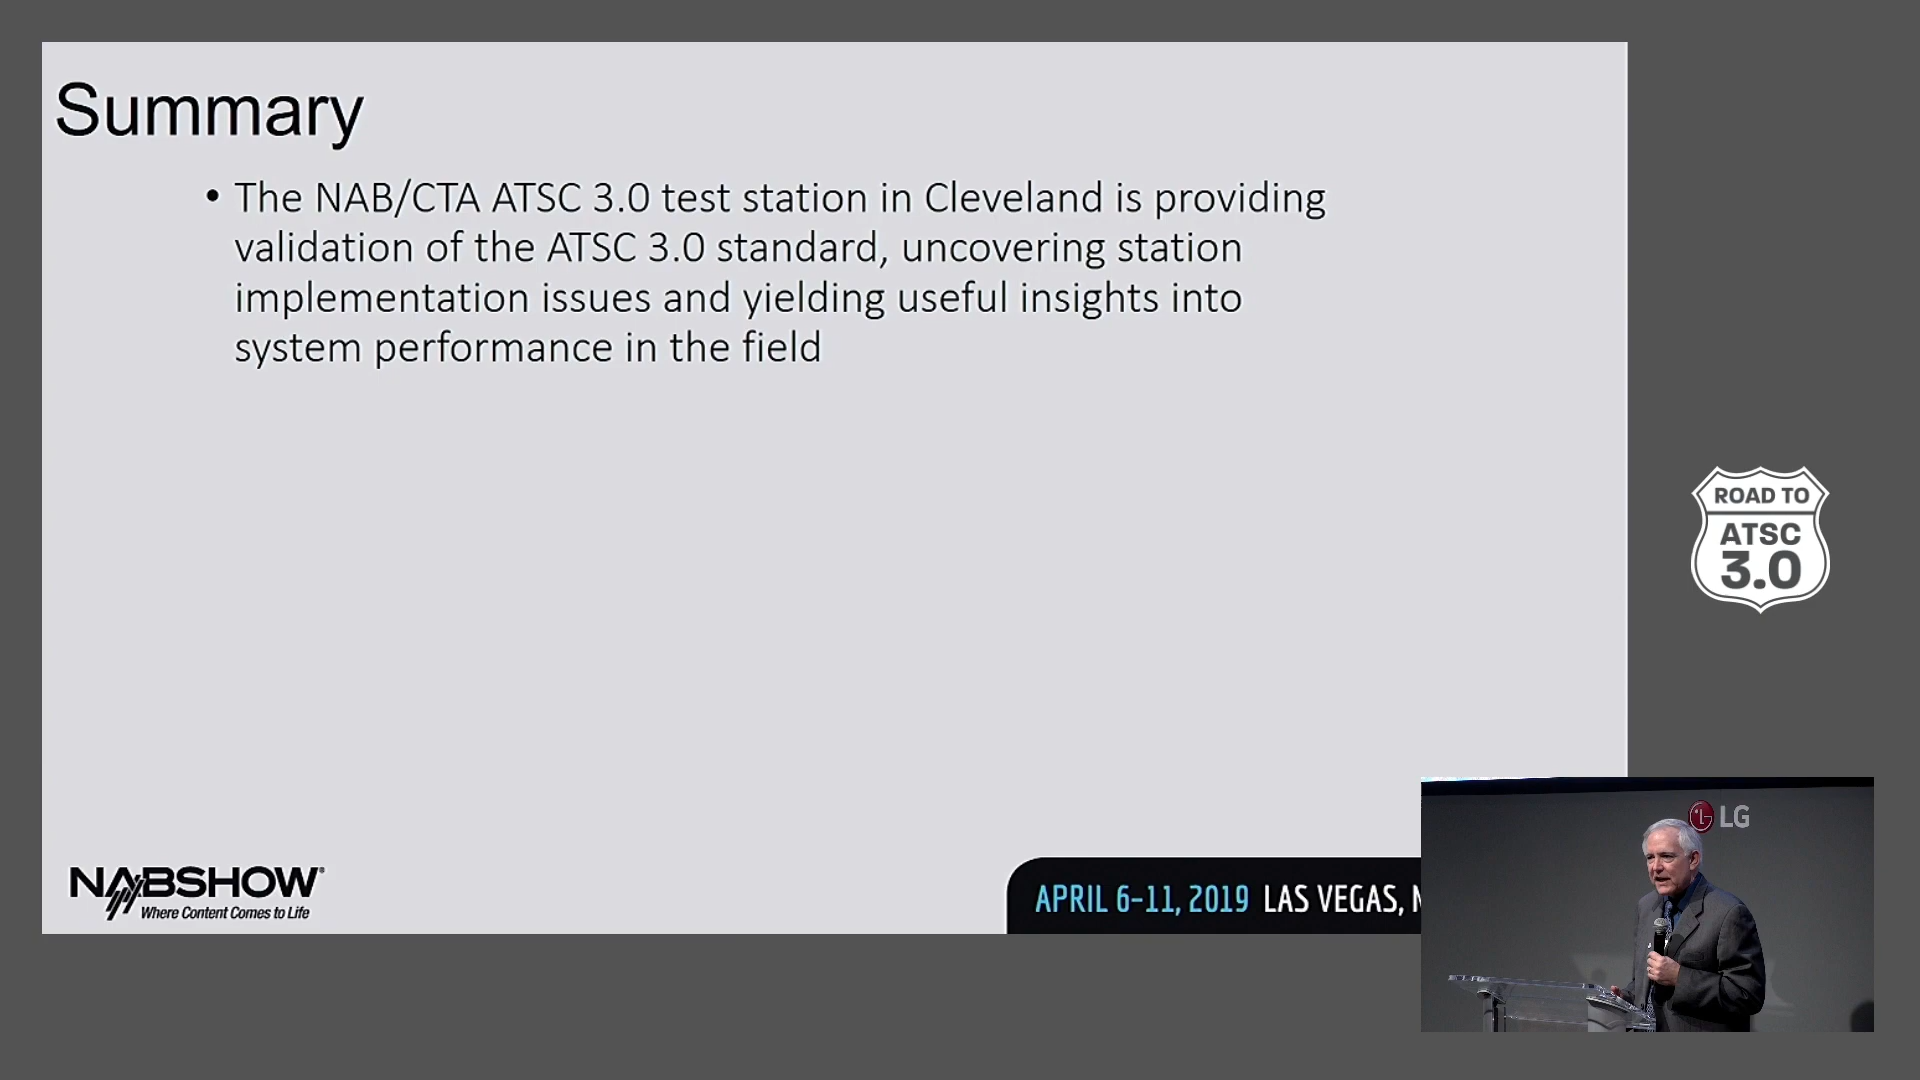 Summary
• The NAB/CTA ATSC 3.0 test station in Cleveland is providing
validation of the ATSC 3.0 standard, uncovering station
implementation issues and yielding useful insights into
system performance in the field
ROAD TO
ATSC
3.0
NABSHOW®
Where Content Comes to Life
APRIL 6–11, 2019 LAS VEGAS, N
LG